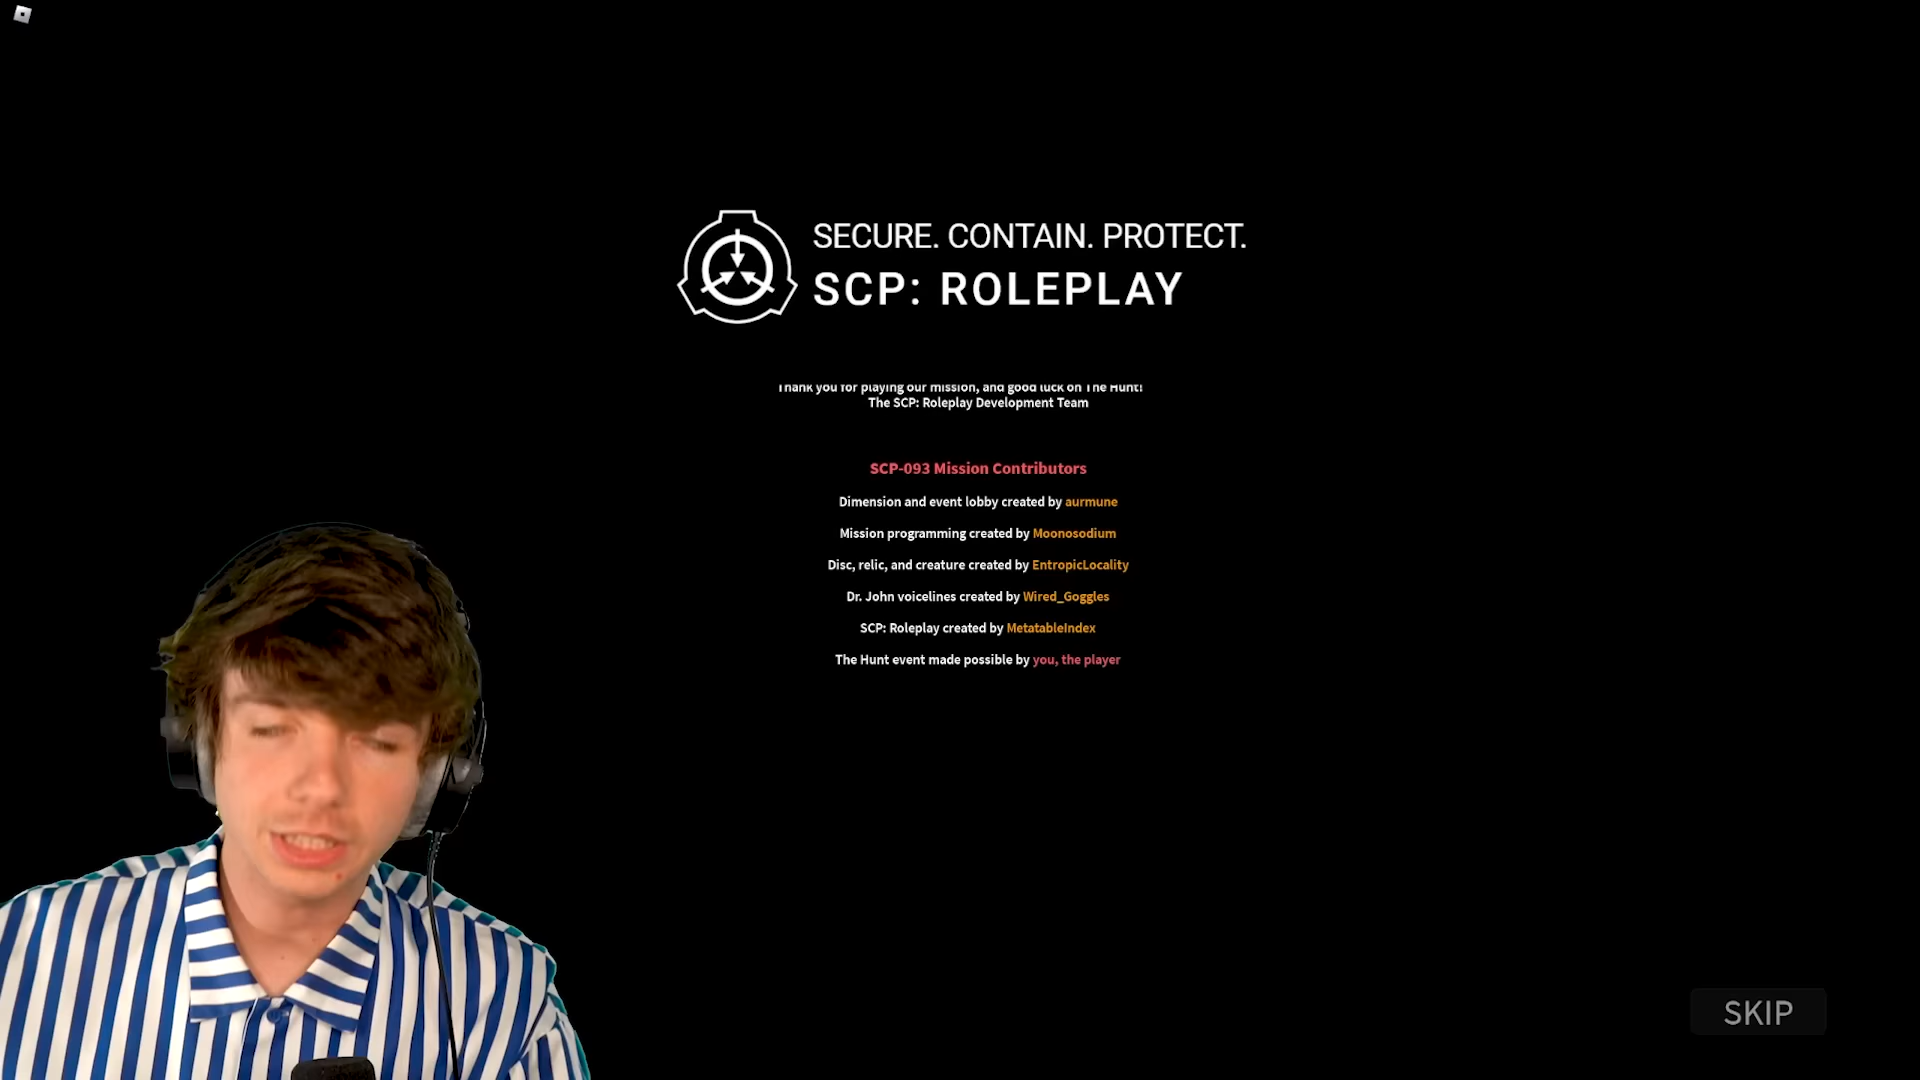 SECURE. CONTAIN. PROTECT.
SCP: ROLEPLAY
Thank you for playing our mission, and good luck on The Hunt!
The SCP: Roleplay Development Team
SCP-093 Mission Contributors
Dimension and event lobby created by aurmune
Mission programming created by Moonosodium
Disc, relic, and creature created by EntropicLocality
Dr. John voicelines created by Wired_Goggles
SCP: Roleplay created by MetatableIndex
The Hunt event made possible by you, the player
SKIP